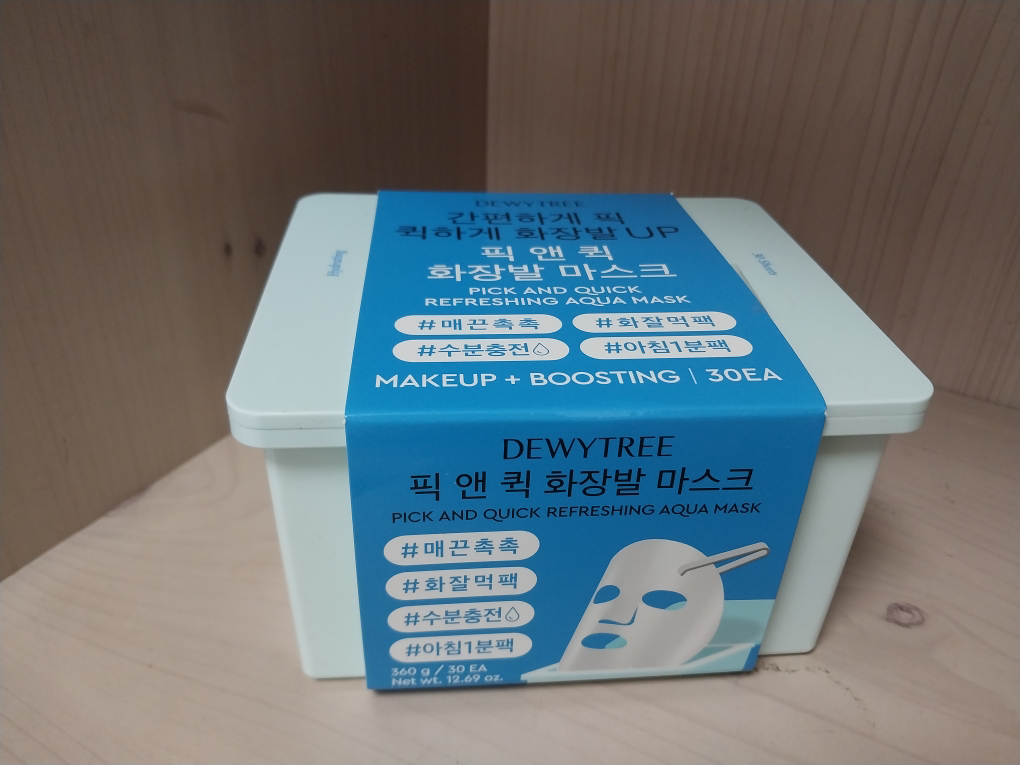 DEWYTREE
간편하게 픽
퀵하게 화장발 UP
픽 앤 퀵
화장발 마스크
PICK AND QUICK
REFRESHING AQUA MASK
#매끈촉촉 #화잘먹팩
#수분충전 #아침1분팩
MAKEUP + BOOSTING | 30EA
Hydrating
30 Sheets
DEWYTREE
픽 앤 퀵 화장발 마스크
PICK AND QUICK REFRESHING AQUA MASK
#매끈촉촉
#화잘먹팩
#수분충전
#아침1분팩
360 g / 30 EA
Net wt. 12.69 oz.